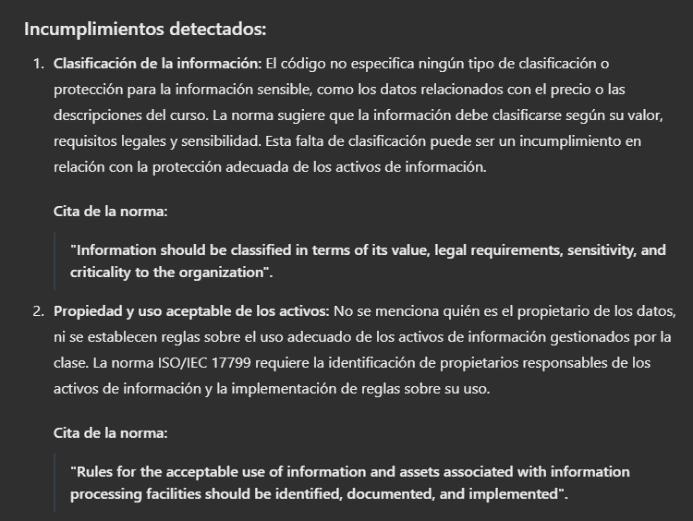 Incumplimientos detectados:
1. Clasificación de la información: El código no especifica ningún tipo de clasificación o
protección para la información sensible, como los datos relacionados con el precio o las
descripciones del curso. La norma sugiere que la información debe clasificarse según su valor,
requisitos legales y sensibilidad. Esta falta de clasificación puede ser un incumplimiento en
relación con la protección adecuada de los activos de información.
Cita de la norma:
"Information should be classified in terms of its value, legal requirements, sensitivity, and
criticality to the organization".
2. Propiedad y uso aceptable de los activos: No se menciona quién es el propietario de los datos,
ni se establecen reglas sobre el uso adecuado de los activos de información gestionados por la
clase. La norma ISO/IEC 17799 requiere la identificación de propietarios responsables de los
activos de información y la implementación de reglas sobre su uso.
Cita de la norma:
"Rules for the acceptable use of information and assets associated with information
processing facilities should be identified, documented, and implemented".